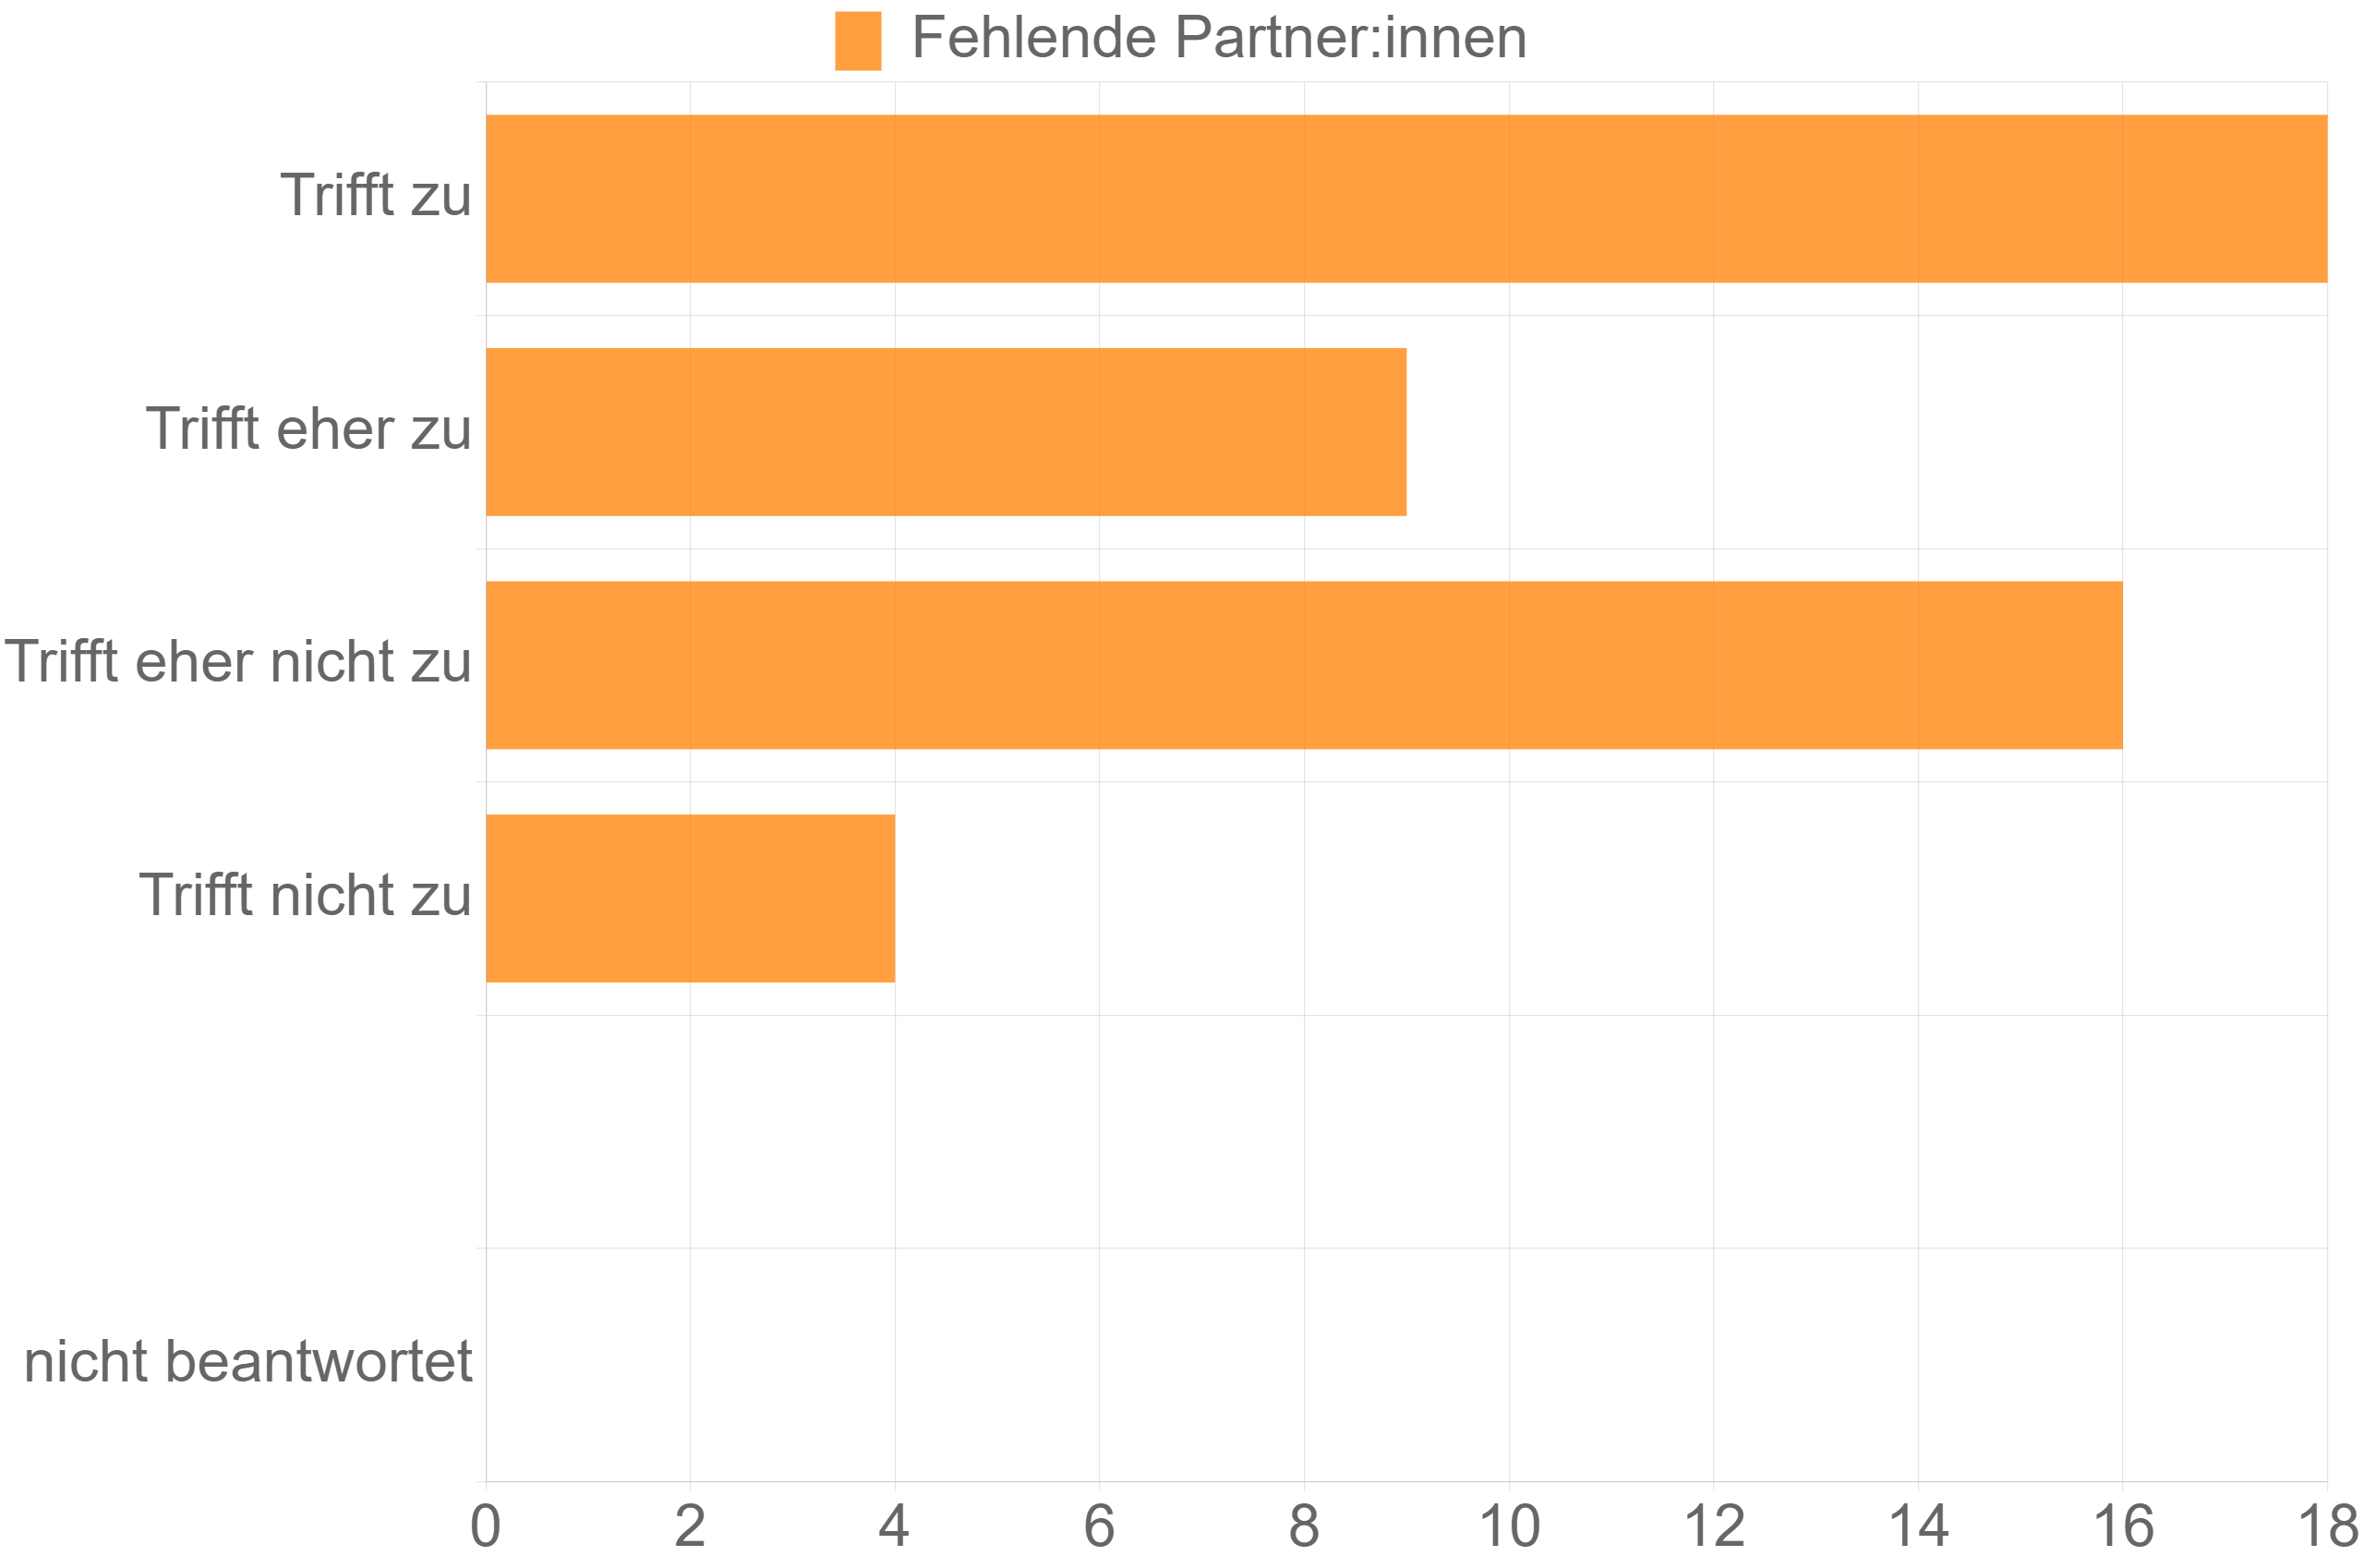 Fehlende Partner:innen
Trifft zu
Trifft eher zu
Trifft eher nicht zu
Trifft nicht zu
nicht beantwortet
0 2 4 6 8 10 12 14 16 18